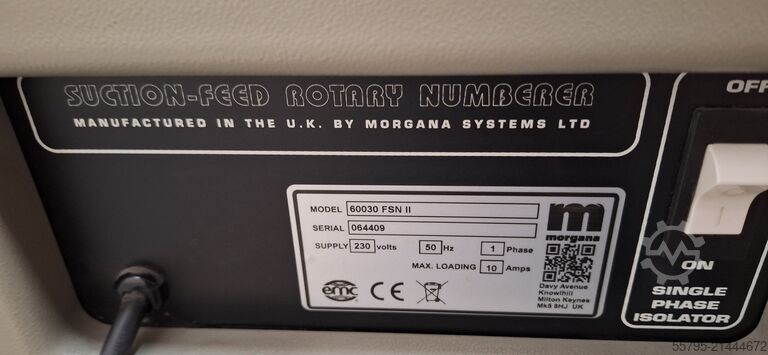 SUCTION-FEED ROTARY NUMBERER
MANUFACTURED IN THE U.K. BY MORGANA SYSTEMS LTD
OFF
MODEL 60030 FSN II
SERIAL 064409
SUPPLY 230 volts 50 Hz 1 Phase
MAX. LOADING 10 Amps
emc CE
m
morgana
Davy Avenue
Knowlhill
Milton Keynes
Mk5 8HJ UK
ON
SINGLE
PHASE
ISOLATOR
55795-21444672